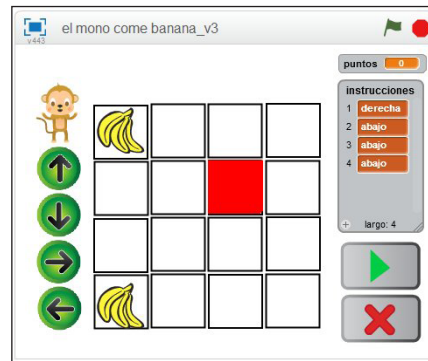 el mono come banana_v3
v443
puntos 0
instrucciones
1 derecha
2 abajo
3 abajo
4 abajo
+ largo: 4